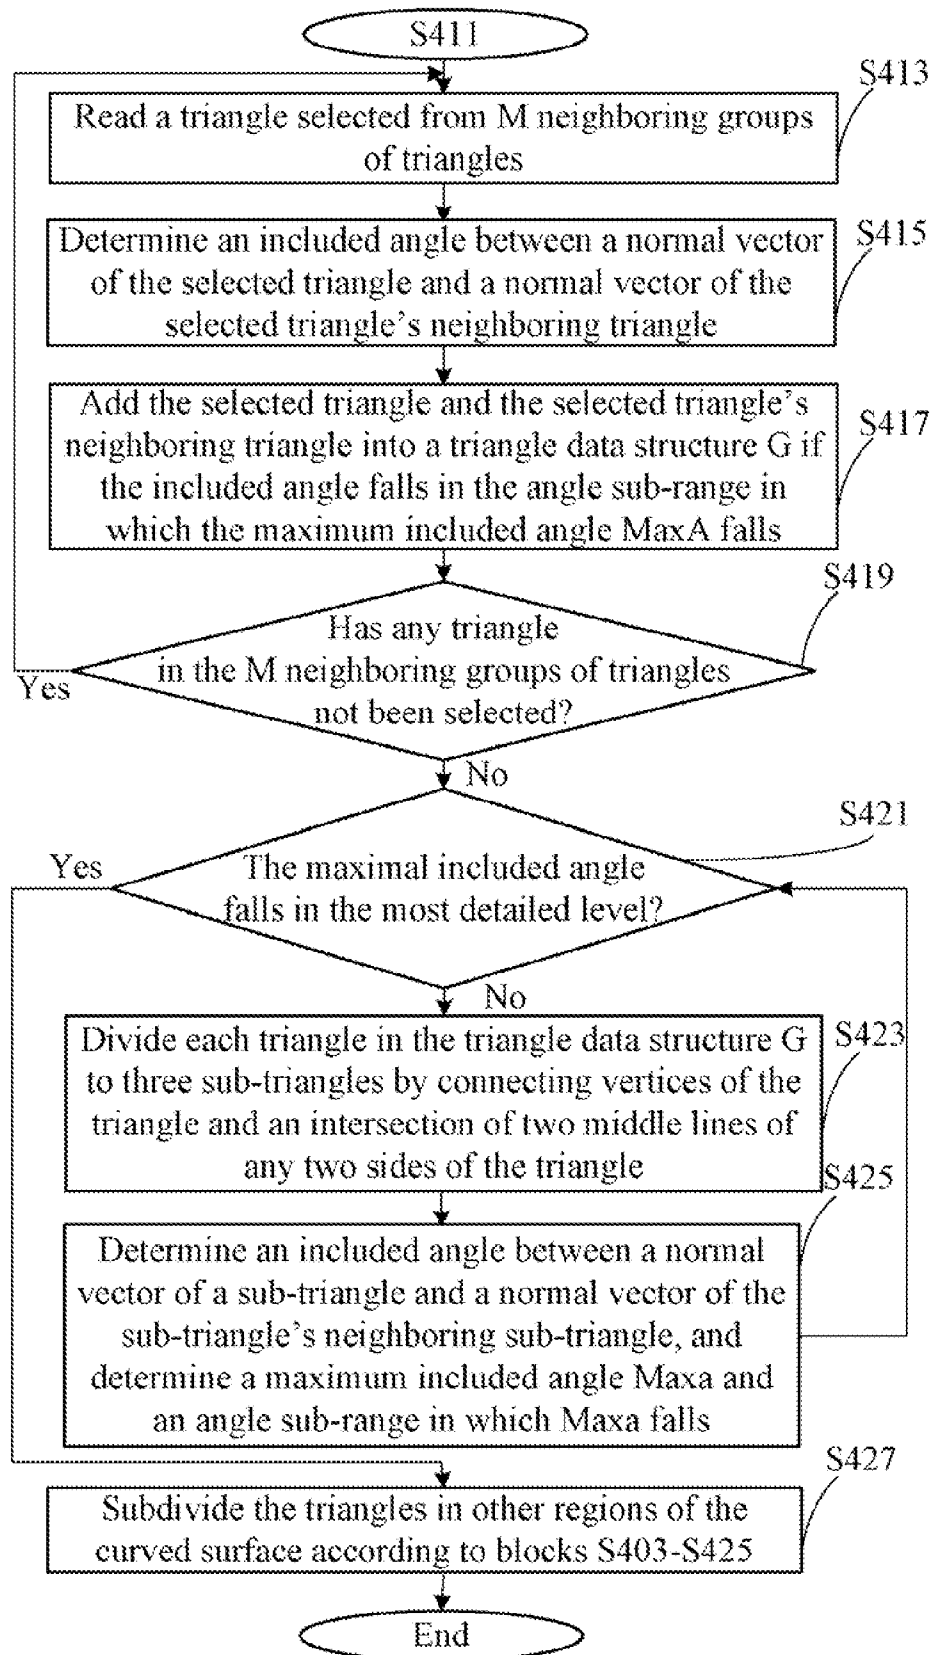 S411
S413
Read a triangle selected from M neighboring groups
of triangles
S415
Determine an included angle between a normal vector
of the selected triangle and a normal vector of the
selected triangle's neighboring triangle
S417
Add the selected triangle and the selected triangle's
neighboring triangle into a triangle data structure G if
the included angle falls in the angle sub-range in
which the maximum included angle MaxA falls
S419
Has any triangle
in the M neighboring groups of triangles
not been selected?
Yes
No
S421
Yes
The maximal included angle
falls in the most detailed level?
No
S423
Divide each triangle in the triangle data structure G
to three sub-triangles by connecting vertices of the
triangle and an intersection of two middle lines of
any two sides of the triangle
S425
Determine an included angle between a normal
vector of a sub-triangle and a normal vector of the
sub-triangle's neighboring sub-triangle, and
determine a maximum included angle Maxa and
an angle sub-range in which Maxa falls
S427
Subdivide the triangles in other regions of the
curved surface according to blocks S403-S425
End